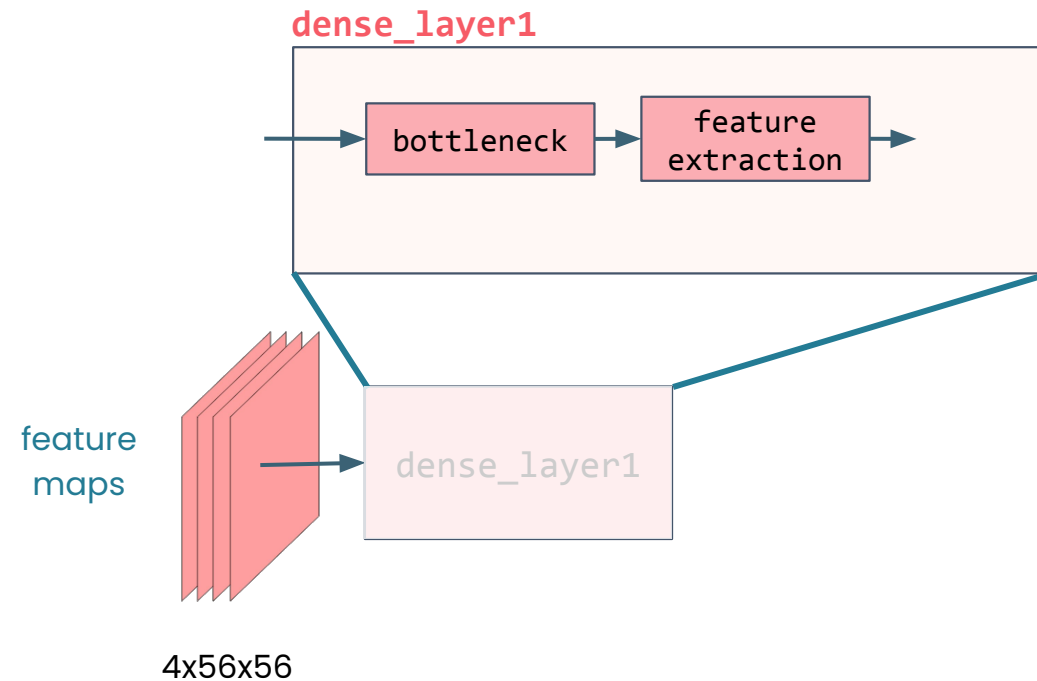 dense_layer1
bottleneck
feature
extraction
feature
maps
dense_layer1
4x56x56